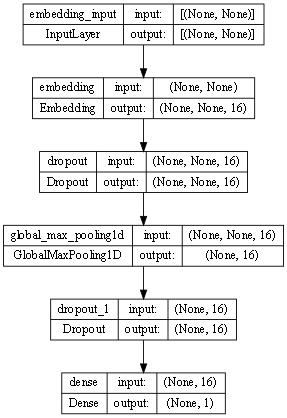 embedding_input input: [(None, None)]
InputLayer output: [(None, None)]
embedding input: (None, None)
Embedding output: (None, None, 16)
dropout input: (None, None, 16)
Dropout output: (None, None, 16)
global_max_pooling1d input: (None, None, 16)
GlobalMaxPooling1D output: (None, 16)
dropout_1 input: (None, 16)
Dropout output: (None, 16)
dense input: (None, 16)
Dense output: (None, 1)